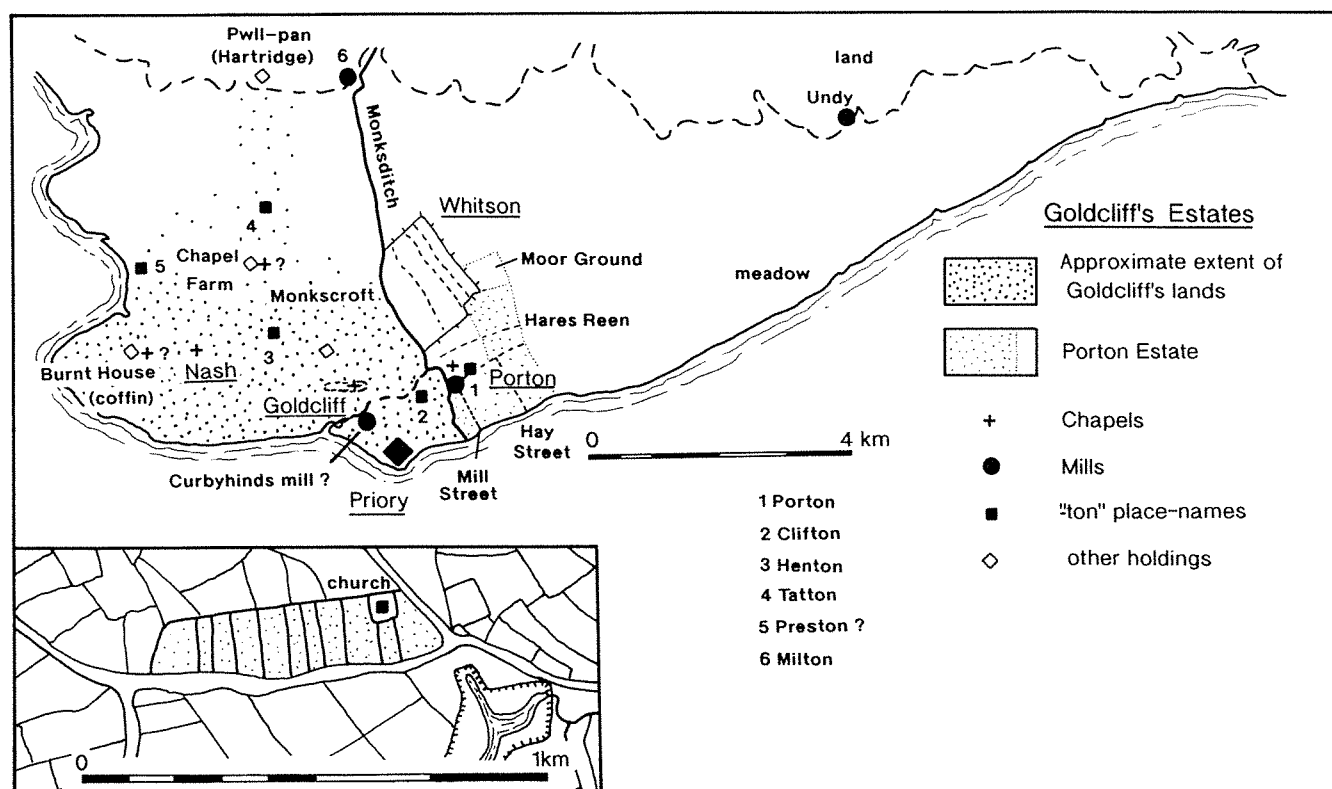 Pwll-pan
(Hartridge)
6
land
Undy
Monksditch
Whitson
4
Chapel
Farm
?
5
Moor Ground
meadow
Monkscroft
Hares Reen
3
?
Nash
Burnt House
(coffin)
Porton
1
Goldcliff
2
Hay
Street
0
4 km
Curbyhinds mill ?
Mill
Street
Priory
Goldcliff's Estates
Approximate extent of
Goldcliff's lands
Porton Estate
Chapels
Mills
"-ton" place-names
other holdings
1 Porton
2 Clifton
3 Henton
4 Tatton
5 Preston ?
6 Milton
church
0
1km